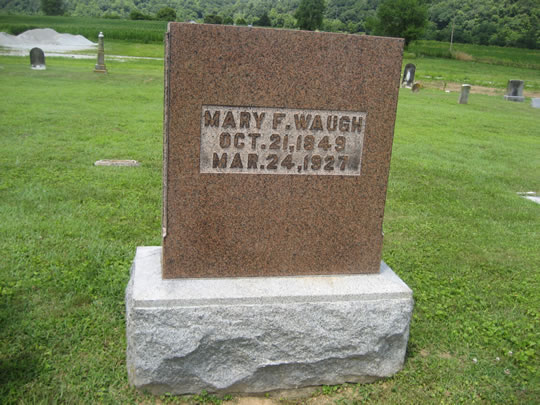 MARY F. WAUGH
OCT. 21, 1849
MAR. 24, 1927